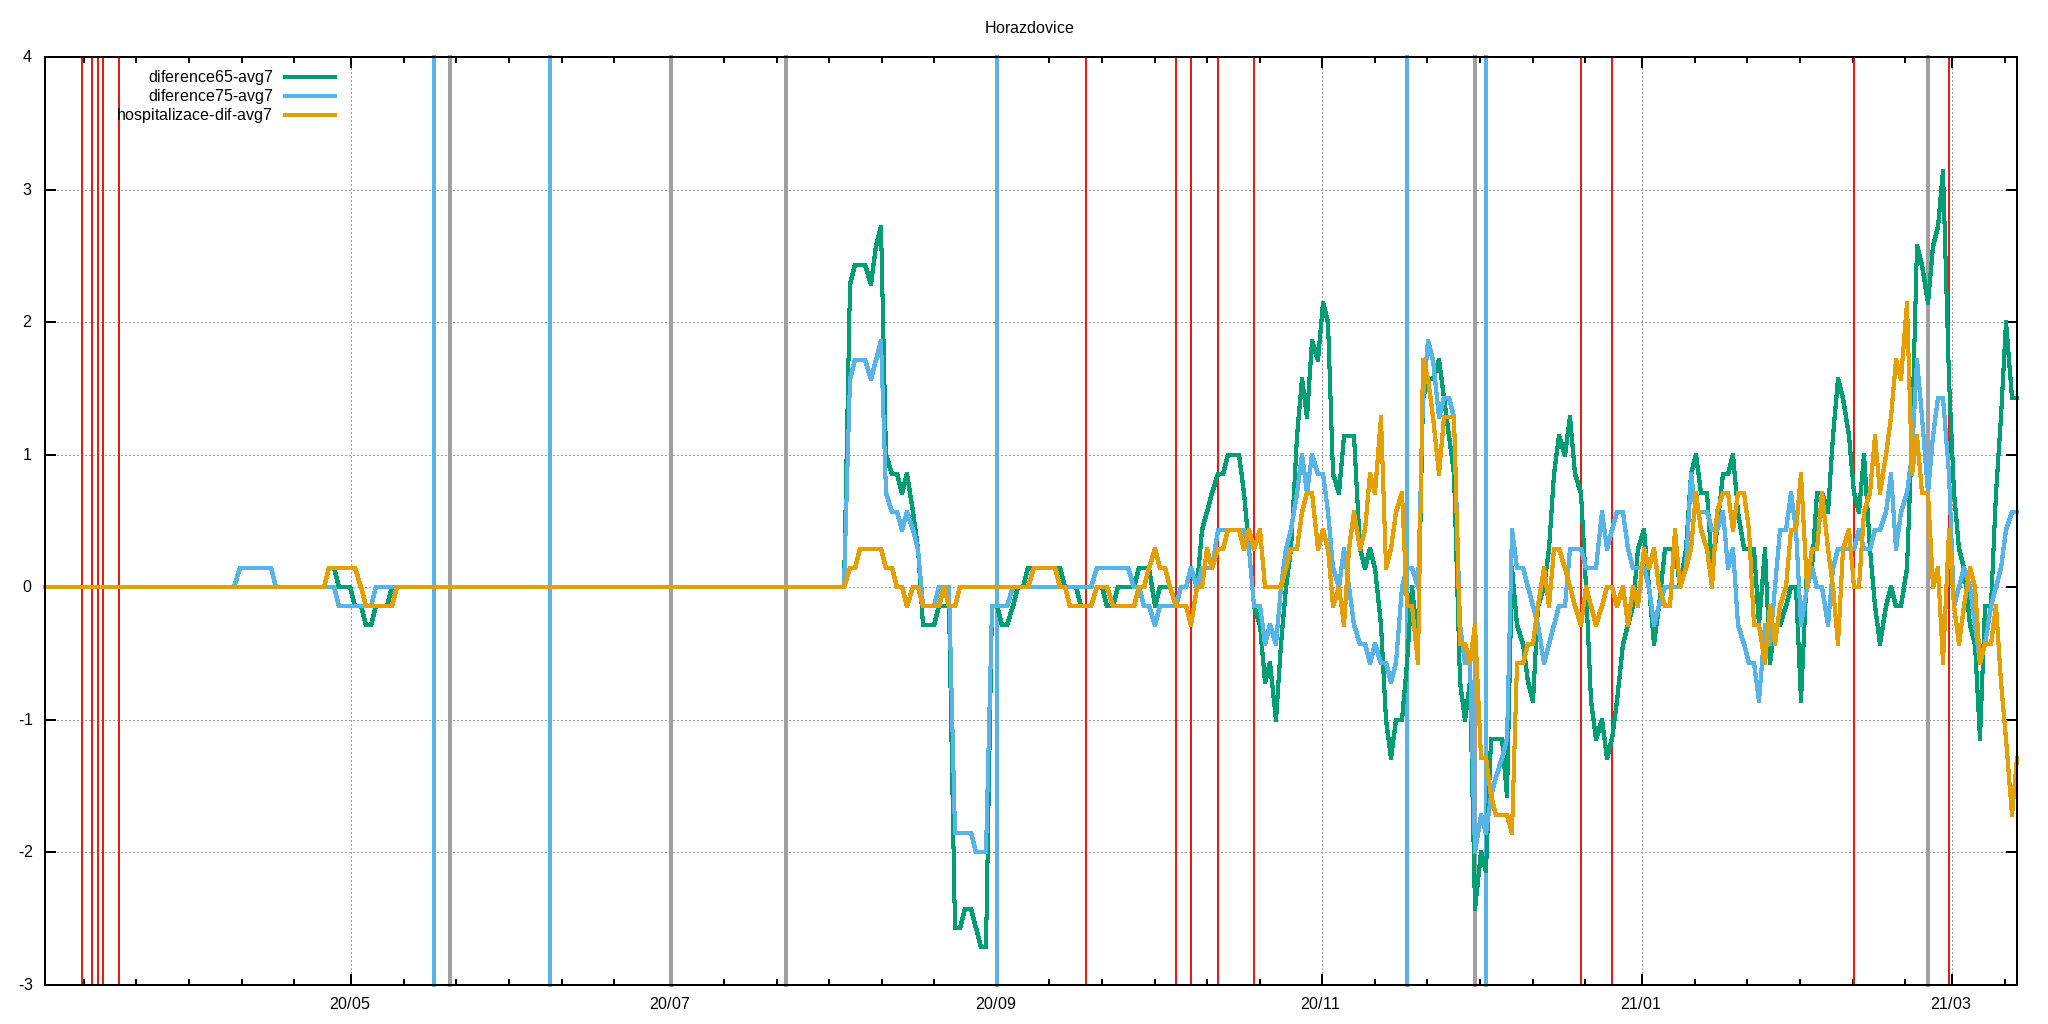 Horazdovice
4
diference65-avg7
diference75-avg7
hospitalizace-dif-avg7
3
2
1
0
-1
-2
-3
20/05 20/07 20/09 20/11 21/01 21/03